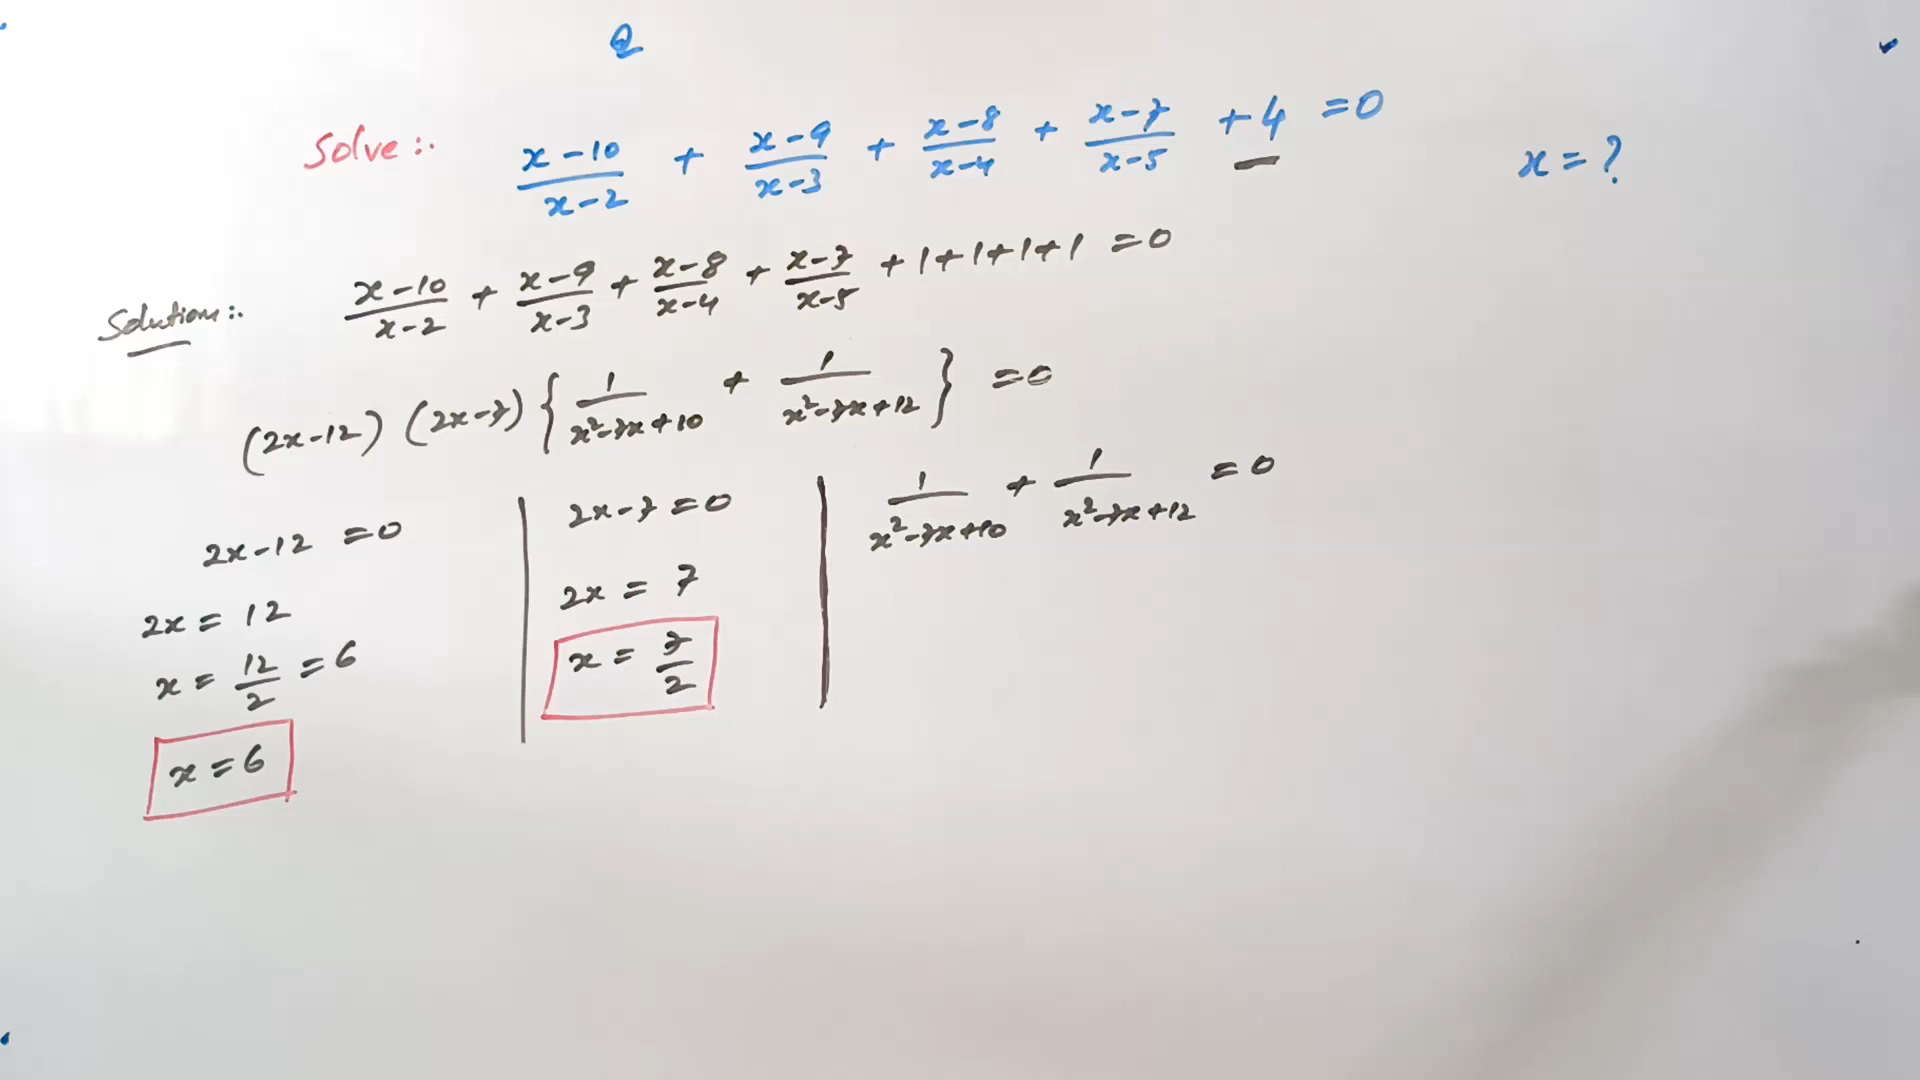 Q
Solve:. x-10/x-2 + x-9/x-3 + x-8/x-4 + x-7/x-5 +4 =0
x = ?
Solution:. x-10/x-2 + x-9/x-3 + x-8/x-4 + x-7/x-5 +1+1+1+1 =0
(2x-12) (2x-7) { 1/x²-7x+10 + 1/x²-7x+12 } =0
2x-12 =0
2x = 12
x = 12/2 = 6
x = 6
2x-7 =0
2x = 7
x = 7/2
1/x²-7x+10 + 1/x²-7x+12 = 0